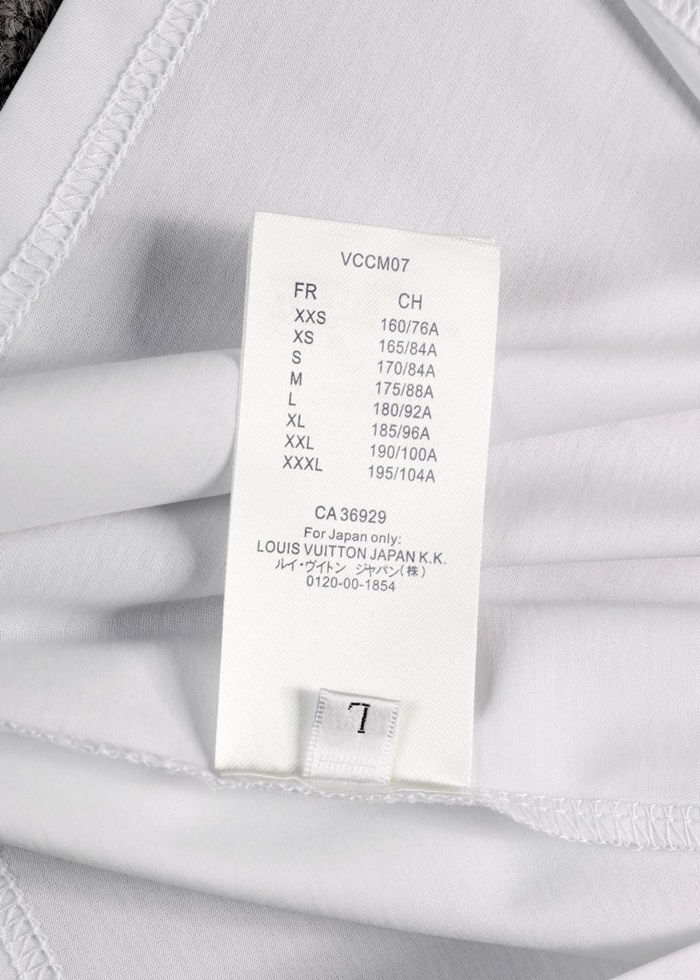 VCCM07
FR CH
XXS 160/76A
XS 165/84A
S 170/84A
M 175/88A
L 180/92A
XL 185/96A
XXL 190/100A
XXXL 195/104A
CA 36929
For Japan only:
LOUIS VUITTON JAPAN K.K.
ルイ・ヴィトン ジャパン(株)
0120-00-1854
L